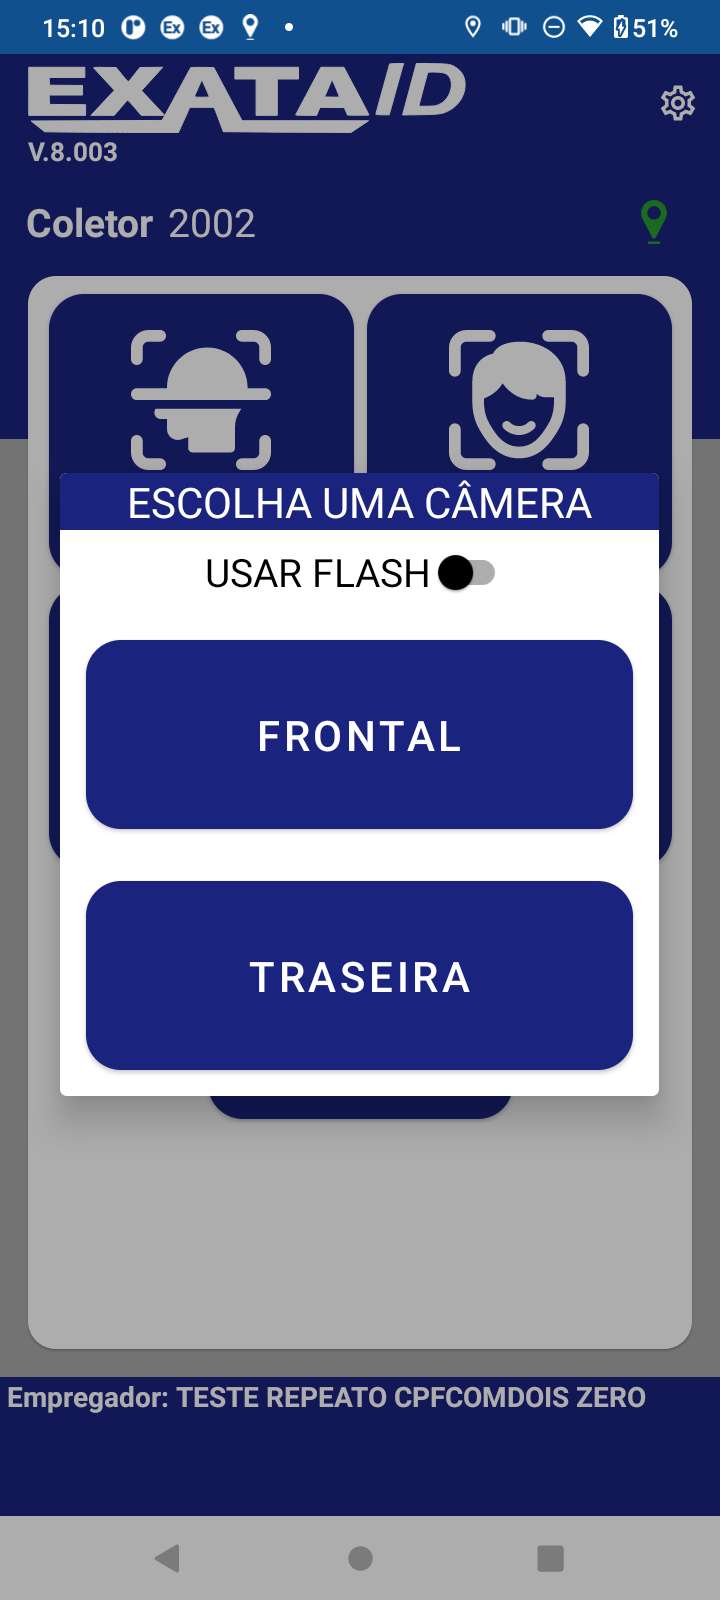 15:10
51%
EXATAID
V.8.003
Coletor 2002
ESCOLHA UMA CÂMERA
USAR FLASH
FRONTAL
TRASEIRA
Empregador: TESTE REPEATO CPFCOMDOIS ZERO